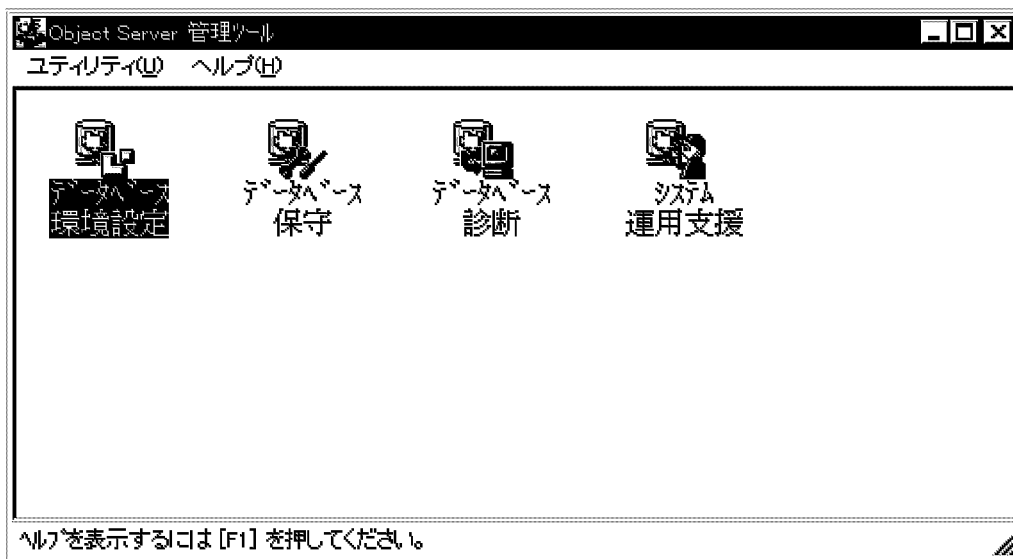 Object Server 管理ﾂｰﾙ
ユティリティ(U) ヘルプ(H)
ﾃﾞｰﾀﾍﾞｰｽ
環境設定
ﾃﾞｰﾀﾍﾞｰｽ
保守
ﾃﾞｰﾀﾍﾞｰｽ
診断
ｼｽﾃﾑ
運用支援
ﾍﾙﾌﾟを表示するには [F1] を押してください。